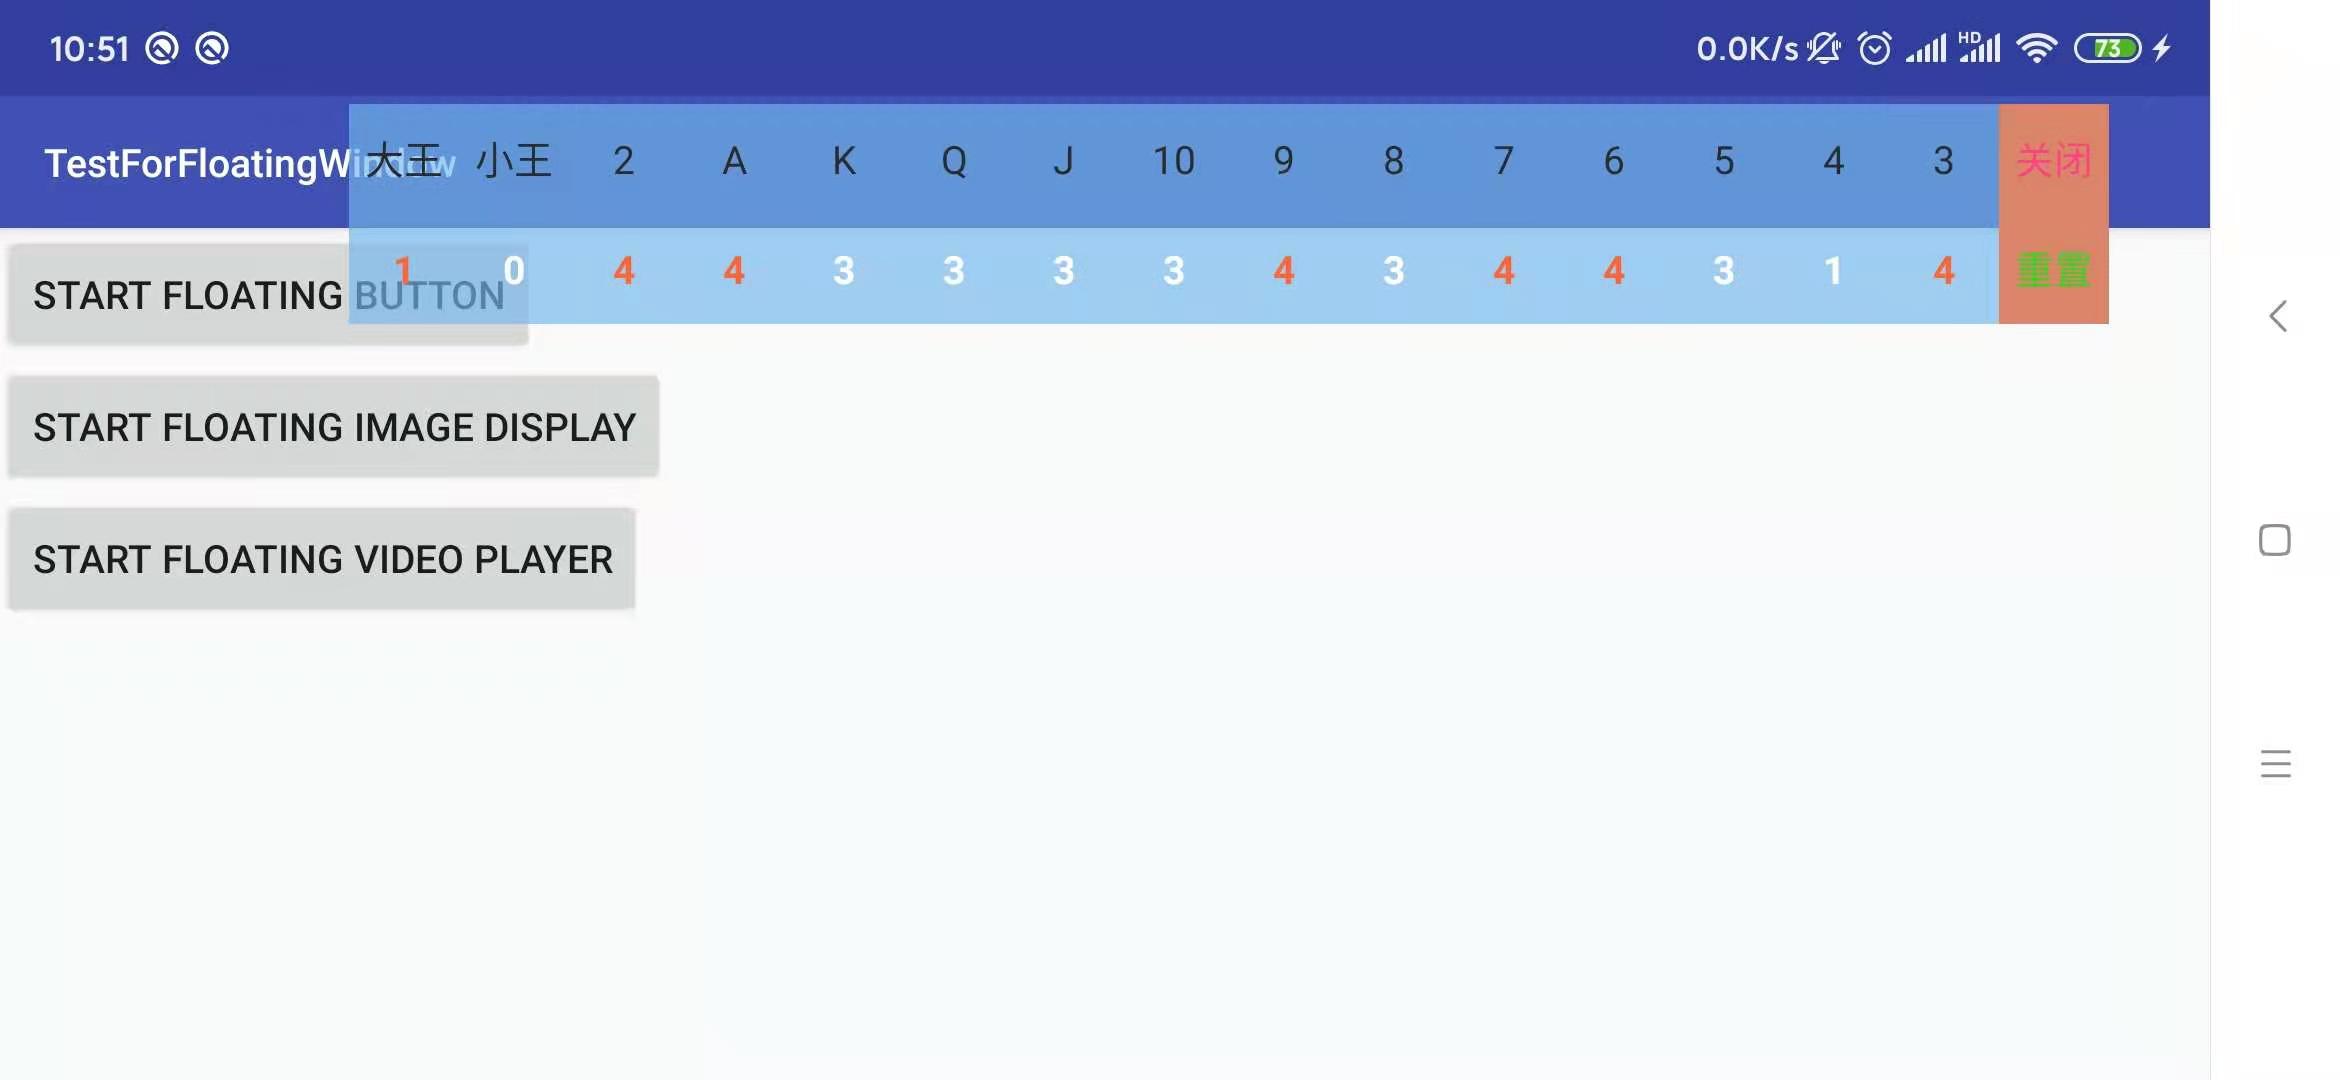 10:51 0.0K/s HD 73
TestForFloatingWindow
大王 小王 2 A K Q J 10 9 8 7 6 5 4 3 关闭
1 0 4 4 3 3 3 3 4 3 4 4 3 1 4 重置
START FLOATING BUTTON
START FLOATING IMAGE DISPLAY
START FLOATING VIDEO PLAYER